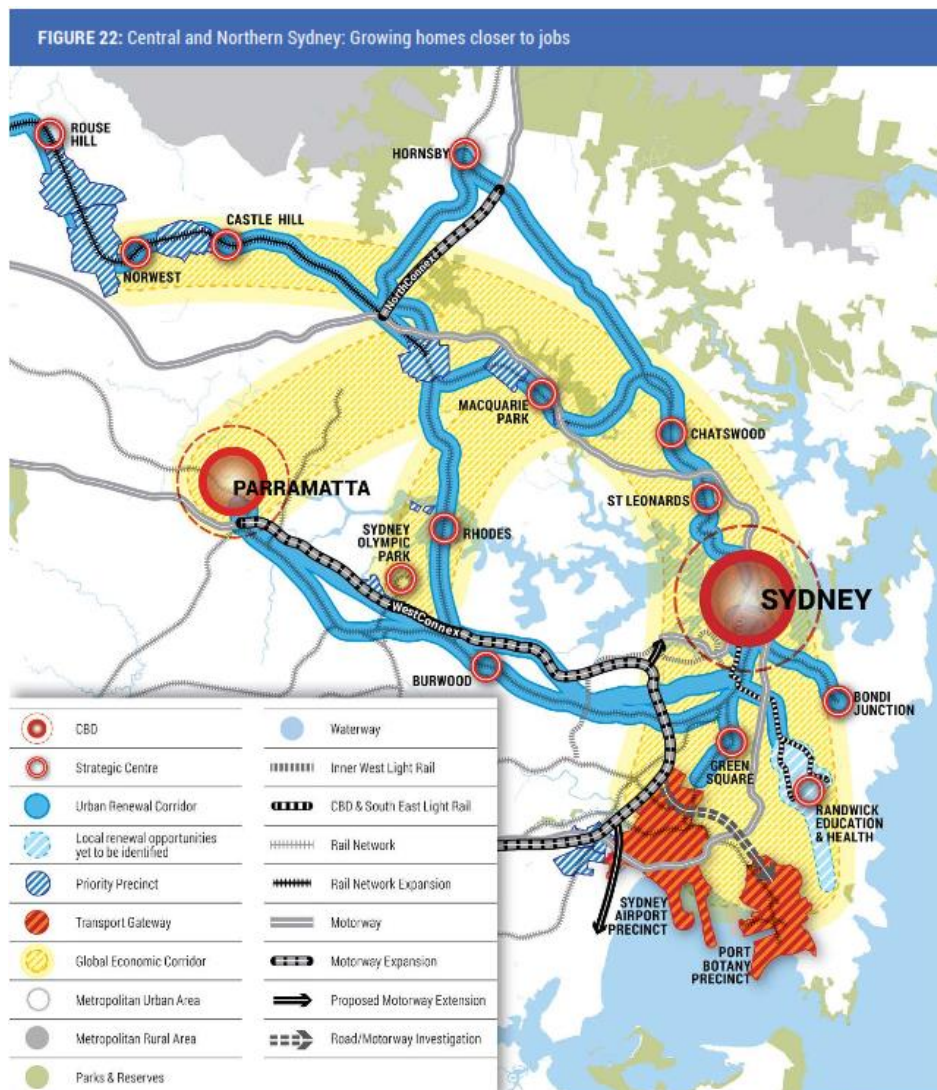 FIGURE 22: Central and Northern Sydney: Growing homes closer to jobs
ROUSE
HILL
HORNSBY
CASTLE HILL
NORWEST
NorthConnex
MACQUARIE
PARK
CHATSWOOD
PARRAMATTA
ST LEONARDS
SYDNEY
OLYMPIC
PARK
RHODES
SYDNEY
WestConnex
BURWOOD
BONDI
JUNCTION
GREEN
SQUARE
RANDWICK
EDUCATION
& HEALTH
SYDNEY
AIRPORT
PRECINCT
PORT
BOTANY
PRECINCT
CBD
Strategic Centre
Urban Renewal Corridor
Local renewal opportunities
yet to be identified
Priority Precinct
Transport Gateway
Global Economic Corridor
Metropolitan Urban Area
Metropolitan Rural Area
Parks & Reserves
Waterway
Inner West Light Rail
CBD & South East Light Rail
Rail Network
Rail Network Expansion
Motorway
Motorway Expansion
Proposed Motorway Extension
Road/Motorway Investigation